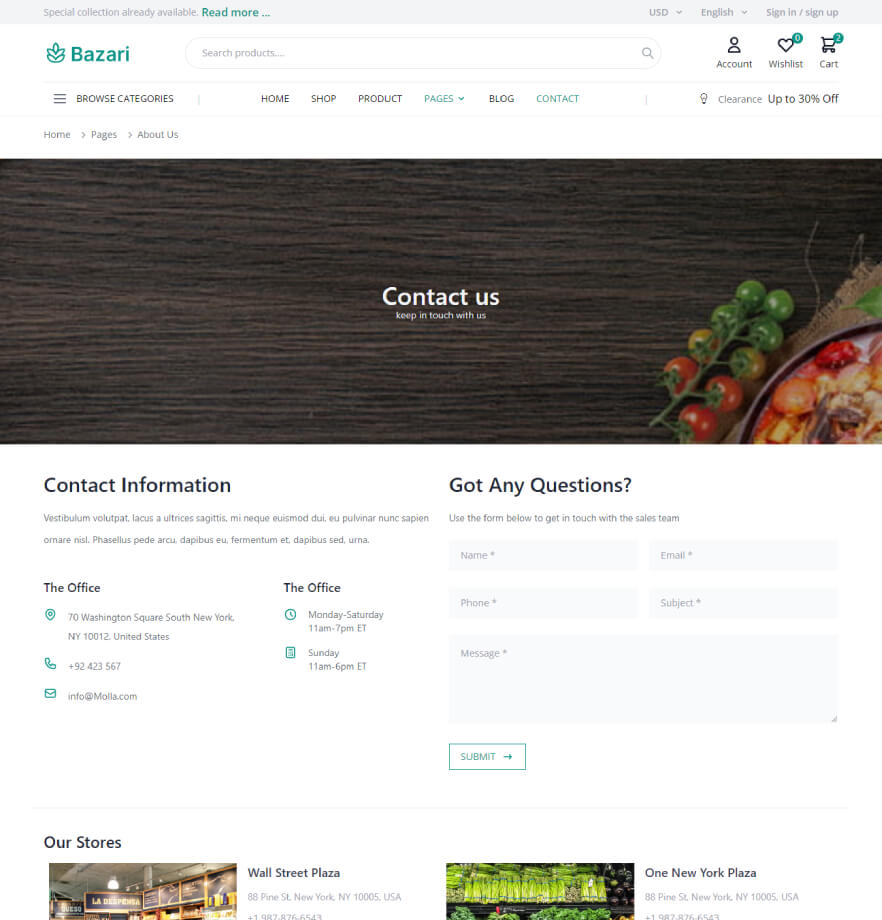 Special collection already available. Read more ...
USD English Sign in / sign up
Bazari
Search products....
0 2
Account Wishlist Cart
BROWSE CATEGORIES
HOME SHOP PRODUCT PAGES BLOG CONTACT
Clearance Up to 30% Off
Home > Pages > About Us
Contact us
keep in touch with us
Contact Information
Vestibulum volutpat, lacus a ultrices sagittis, mi neque euismod dui, eu pulvinar nunc sapien
ornare nisl. Phasellus pede arcu, dapibus eu, fermentum et, dapibus sed, urna.
The Office
70 Washington Square South New York,
NY 10012, United States
+92 423 567
info@Molla.com
The Office
Monday-Saturday
11am-7pm ET
Sunday
11am-6pm ET
Got Any Questions?
Use the form below to get in touch with the sales team
Name * Email *
Phone * Subject *
Message *
SUBMIT →
Our Stores
QUESO
LA DESPENSA
Wall Street Plaza
88 Pine St, New York, NY 10005, USA
+1 987-876-6543
One New York Plaza
88 Pine St, New York, NY 10005, USA
+1 987-876-6543